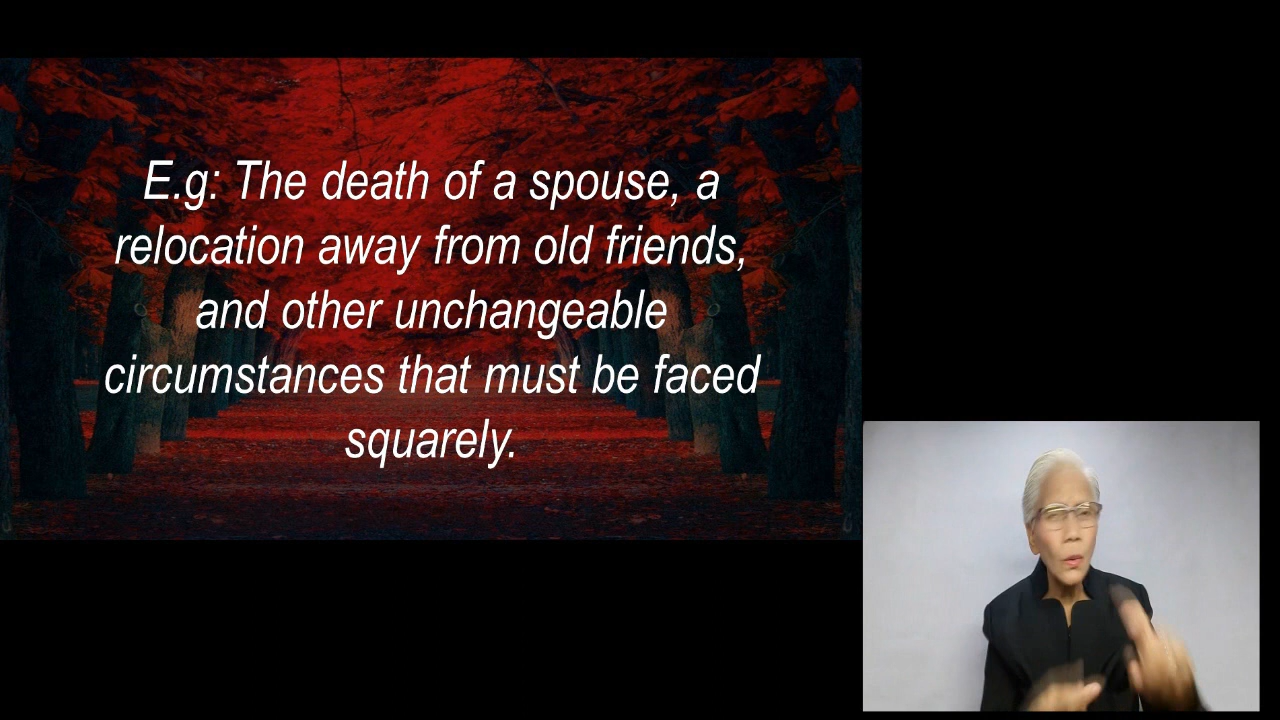 E.g: The death of a spouse, a
relocation away from old friends,
and other unchangeable
circumstances that must be faced
squarely.